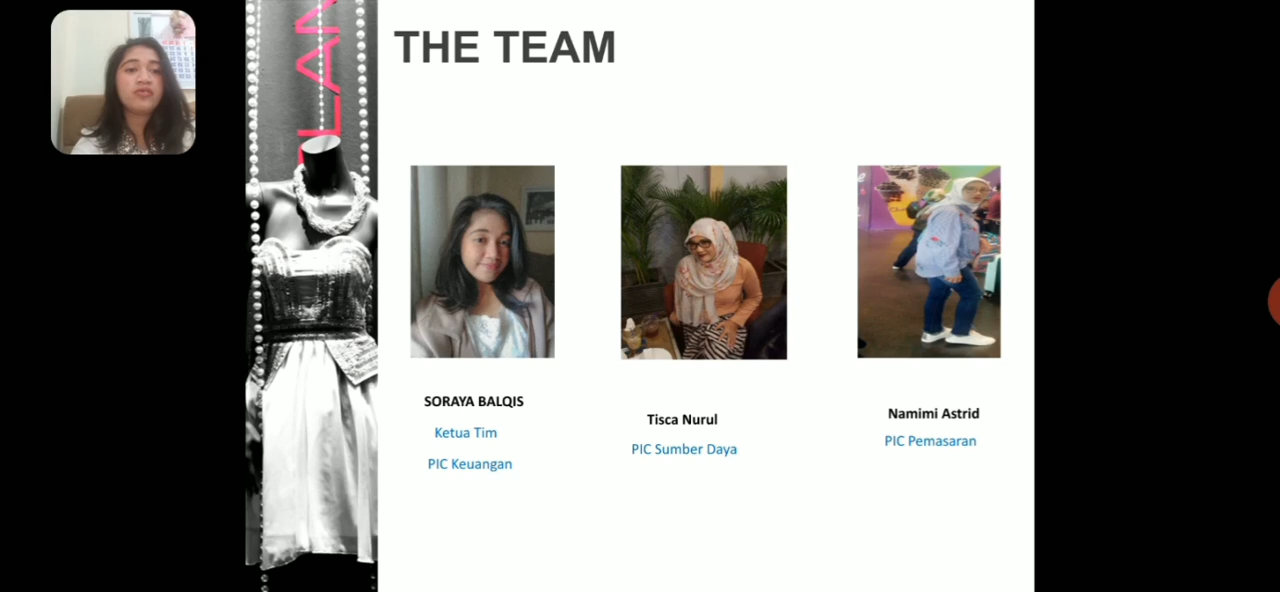 THE TEAM
SORAYA BALQIS
Ketua Tim
PIC Keuangan
Tisca Nurul
PIC Sumber Daya
Namimi Astrid
PIC Pemasaran